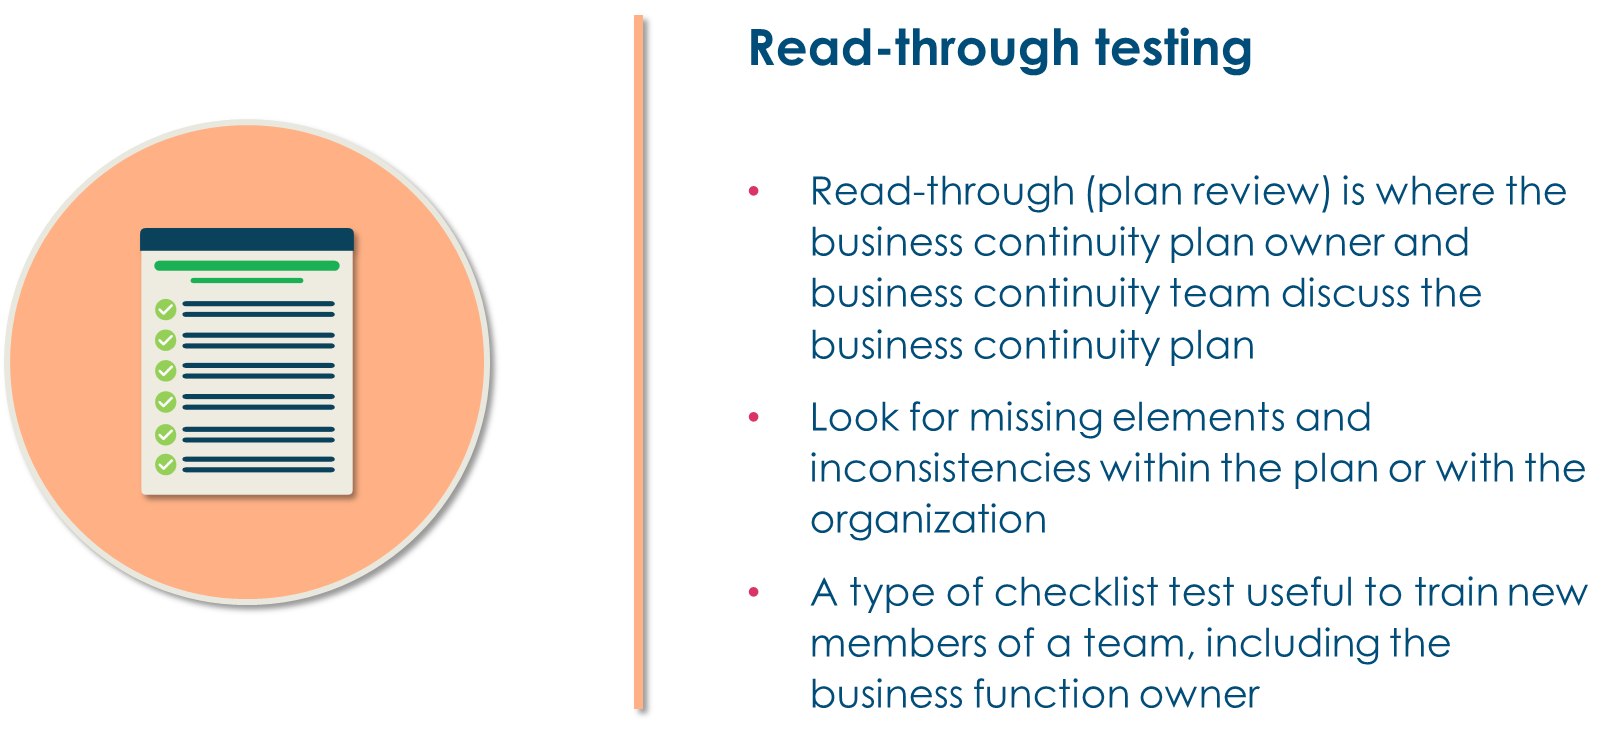 Read-through testing
• Read-through (plan review) is where the
business continuity plan owner and
business continuity team discuss the
business continuity plan
• Look for missing elements and
inconsistencies within the plan or with the
organization
• A type of checklist test useful to train new
members of a team, including the
business function owner